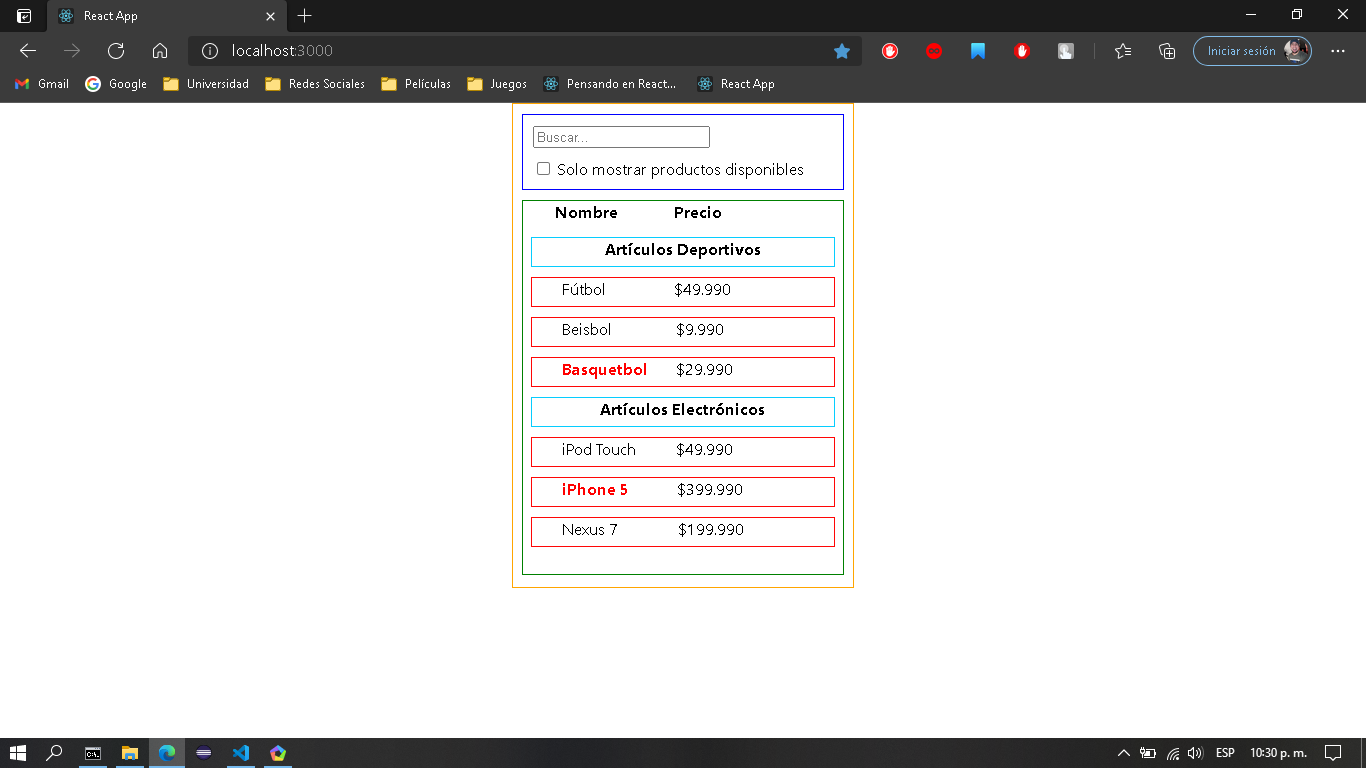 React App
localhost:3000
Iniciar sesión
Gmail Google Universidad Redes Sociales Películas Juegos Pensando en React... React App
Buscar...
Solo mostrar productos disponibles
Nombre Precio
Artículos Deportivos
Fútbol $49.990
Beisbol $9.990
Basquetbol $29.990
Artículos Electrónicos
iPod Touch $49.990
iPhone 5 $399.990
Nexus 7 $199.990
ESP 10:30 p. m.